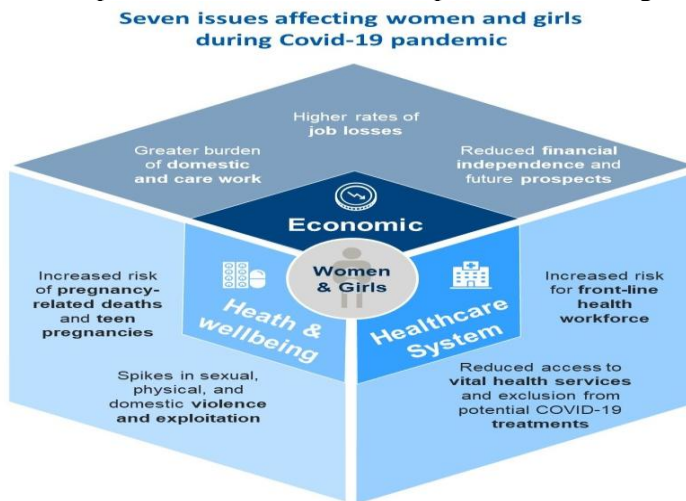 Seven issues affecting women and girls
during Covid-19 pandemic
Higher rates of
job losses
Greater burden
of domestic
and care work
Reduced financial
independence and
future prospects
Economic
Women
& Girls
Heath &
wellbeing
Healthcare
System
Increased risk
of pregnancy-
related deaths
and teen
pregnancies
Spikes in sexual,
physical, and
domestic violence
and exploitation
Increased risk
for front-line
health
workforce
Reduced access to
vital health services
and exclusion from
potential COVID-19
treatments